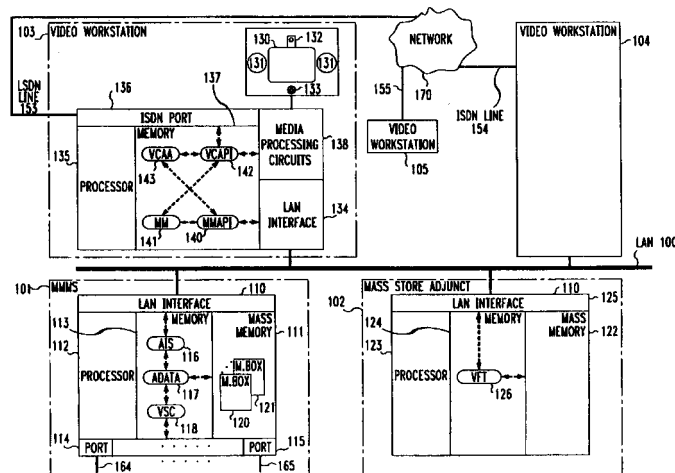 103
VIDEO WORKSTATION
130
132
131
131
133
NETWORK
170
VIDEO WORKSTATION
104
LSDN
LINE
153
136
137
155
ISDN LINE
154
VIDEO
WORKSTATION
105
ISDN PORT
MEMORY
MEDIA
PROCESSING
CIRCUITS
138
135
PROCESSOR
VCAA
143
VCAPI
142
LAN
INTERFACE
134
MM
141
MMAPI
140
LAN 100
101
MMMS
110
LAN INTERFACE
113
MEMORY
MASS
MEMORY
111
112
PROCESSOR
AIS
116
ADATA
117
VSC
118
M.BOX
M.BOX
121
120
114
PORT
PORT
115
164
165
102
MASS STORE ADJUNCT
110
LAN INTERFACE
125
124
MEMORY
MASS
MEMORY
122
123
PROCESSOR
VFT
126